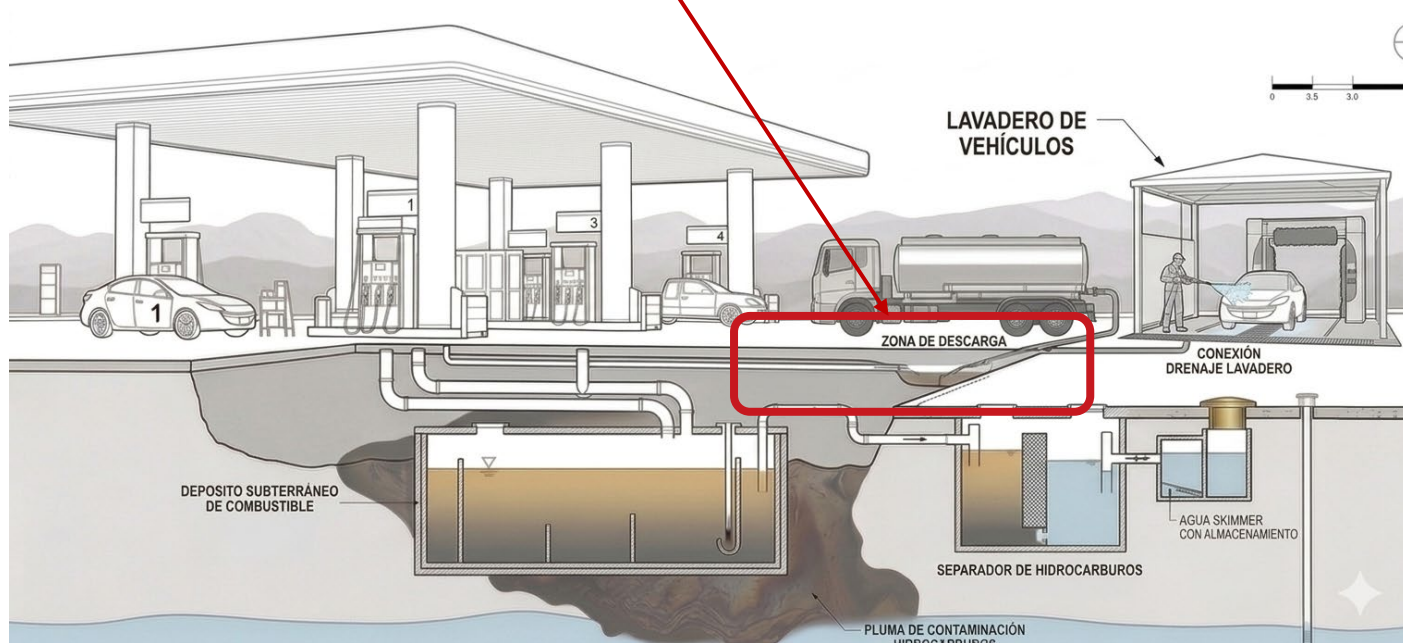 LAVADERO DE
VEHÍCULOS
0 3.5 3.0
1
3
4
1
ZONA DE DESCARGA
CONEXIÓN
DRENAJE LAVADERO
DEPOSITO SUBTERRÁNEO
DE COMBUSTIBLE
AGUA SKIMMER
CON ALMACENAMIENTO
SEPARADOR DE HIDROCARBUROS
PLUMA DE CONTAMINACIÓN
HIDROCARBUROS